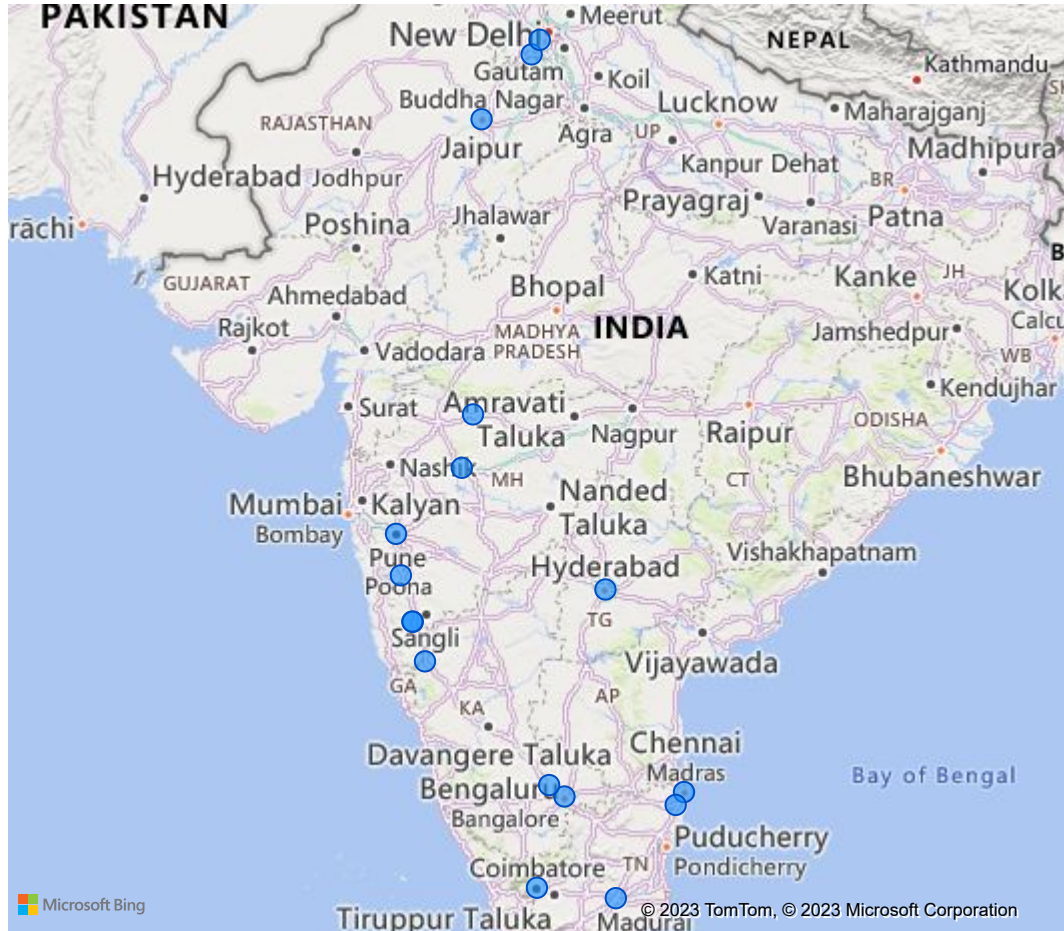 PAKISTAN
Meerut
New Delhi
NEPAL
Gautam
Buddha Nagar
Koil
Kathmandu
Lucknow
Maharajganj
RAJASTHAN
Agra
UP
Jaipur
Kanpur Dehat
Madhipura
BR
Hyderabad
Jodhpur
Prayagraj
Varanasi
Patna
rāchi
Poshina
Jhalawar
B
GUJARAT
Ahmedabad
Bhopal
Katni
Kanke
JH
Kolk
Calcu
Rajkot
MADHYA
PRADESH
INDIA
Jamshedpur
Vadodara
WB
Kendujhar
Surat
Amravati
Taluka
Nagpur
Raipur
ODISHA
Nashik
MH
CT
Bhubaneshwar
Mumbai
Bombay
Kalyan
Nanded
Taluka
Pune
Poona
Hyderabad
Vishakhapatnam
TG
Sangli
Vijayawada
GA
AP
KA
Davangere Taluka
Chennai
Madras
Bengaluru
Bangalore
Bay of Bengal
Puducherry
Pondicherry
Coimbatore
TN
Tiruppur Taluka
Madurai
Microsoft Bing
© 2023 TomTom, © 2023 Microsoft Corporation